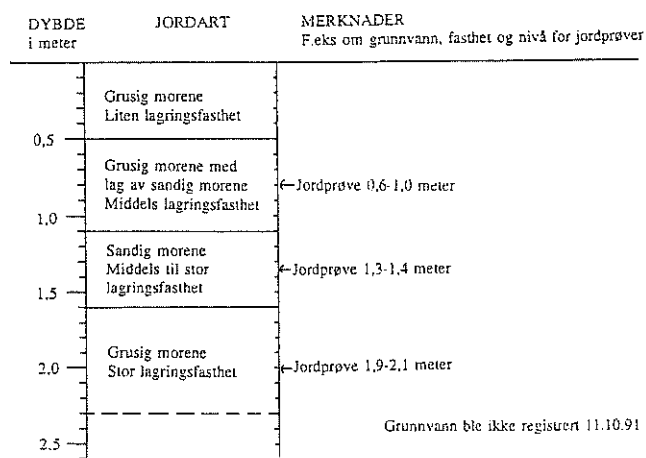 DYBDE
i meter
JORDART
MERKNADER
F.eks om grunnvann, fasthet og nivå for jordprøver
Grusig morene
Liten lagringsfasthet
0,5
Grusig morene med
lag av sandig morene
Middels lagringsfasthet
←Jordprøve 0,6-1,0 meter
1,0
Sandig morene
Middels til stor
lagringsfasthet
←Jordprøve 1,3-1,4 meter
1.5
Grusig morene
Stor lagringsfasthet
2.0
←Jordprøve 1,9-2,1 meter
Grunnvann ble ikke registrert 11.10.91
2.5